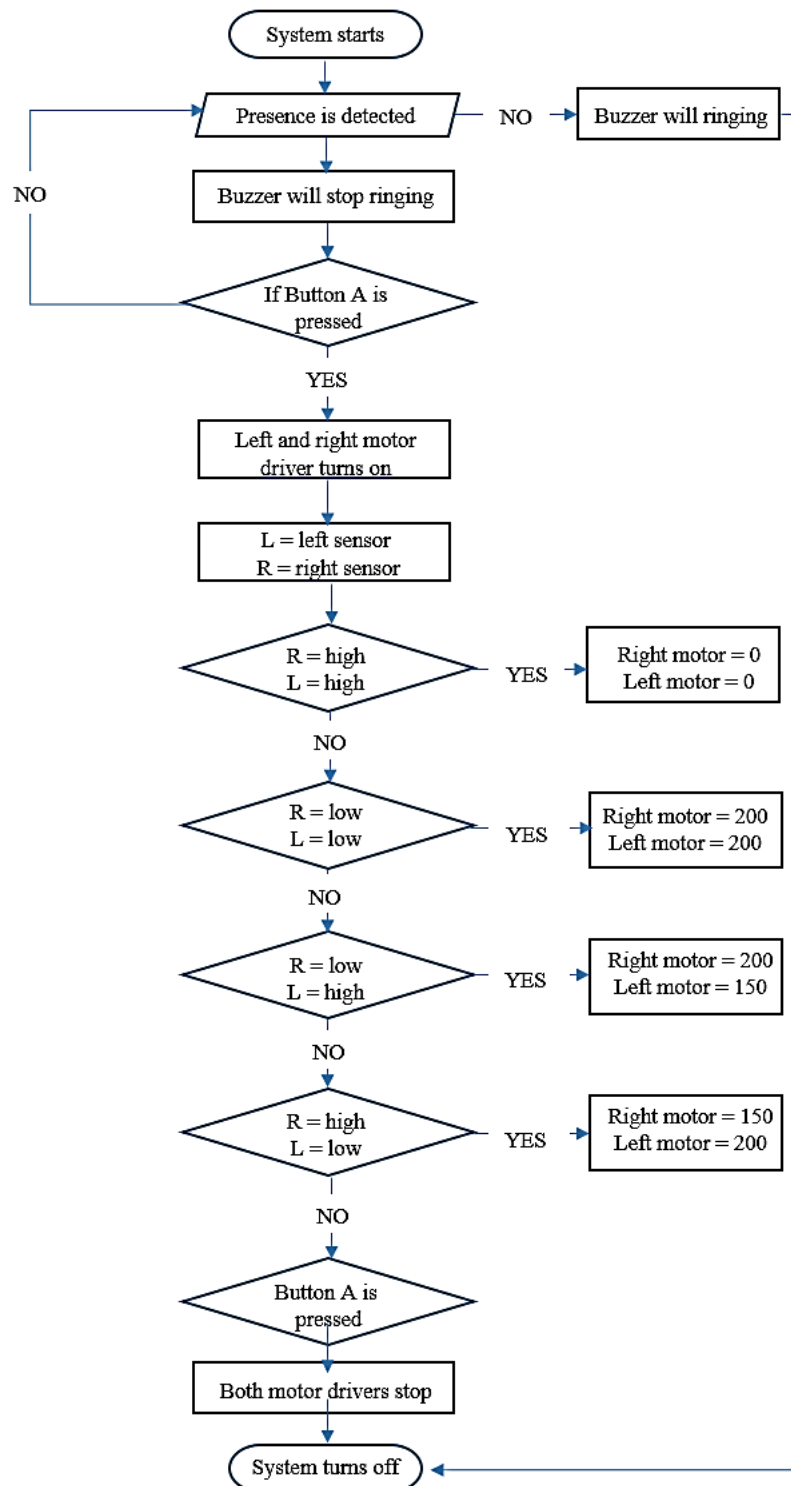 System starts
Presence is detected
NO
Buzzer will ringing
NO
Buzzer will stop ringing
If Button A is
pressed
YES
Left and right motor
driver turns on
L = left sensor
R = right sensor
R = high
L = high
YES
Right motor = 0
Left motor = 0
NO
R = low
L = low
YES
Right motor = 200
Left motor = 200
NO
R = low
L = high
YES
Right motor = 200
Left motor = 150
NO
R = high
L = low
YES
Right motor = 150
Left motor = 200
NO
Button A is
pressed
Both motor drivers stop
System turns off